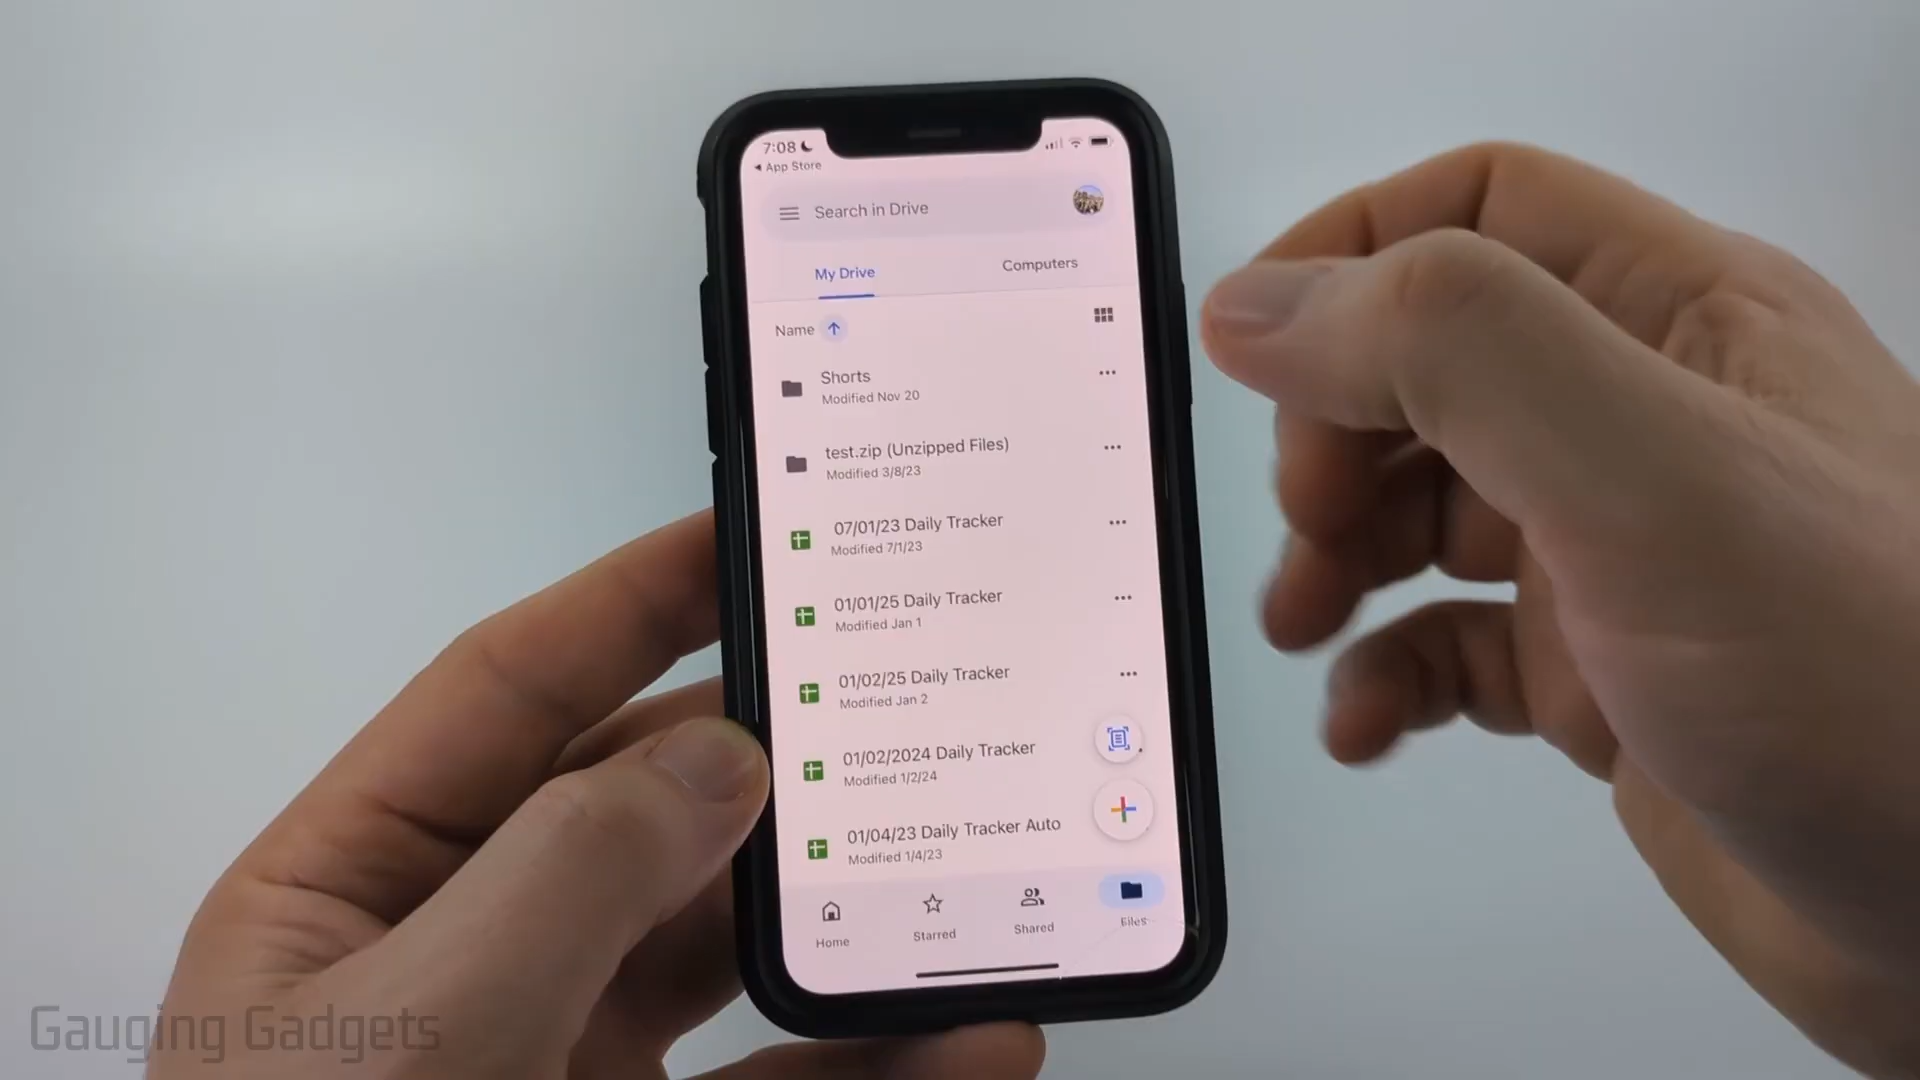 7:08
App Store
Search in Drive
My Drive
Computers
Name
Shorts
Modified Nov 20
test.zip (Unzipped Files)
Modified 3/8/23
07/01/23 Daily Tracker
Modified 7/1/23
01/01/25 Daily Tracker
Modified Jan 1
01/02/25 Daily Tracker
Modified Jan 2
01/02/2024 Daily Tracker
Modified 1/2/24
01/04/23 Daily Tracker Auto
Modified 1/4/23
Home
Starred
Shared
Files
Gauging Gadgets